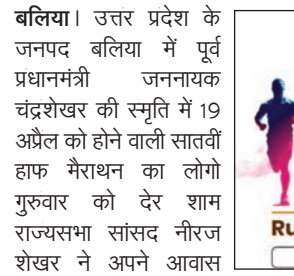 बलिया। उत्तर प्रदेश के
जनपद बलिया में पूर्व
प्रधानमंत्री जननायक
चंद्रशेखर की स्मृति में 19
अप्रैल को होने वाली सातवीं
हाफ मैराथन का लोगो
गुरुवार को देर शाम
राज्यसभा सांसद नीरज
शेखर ने अपने आवास
Ru